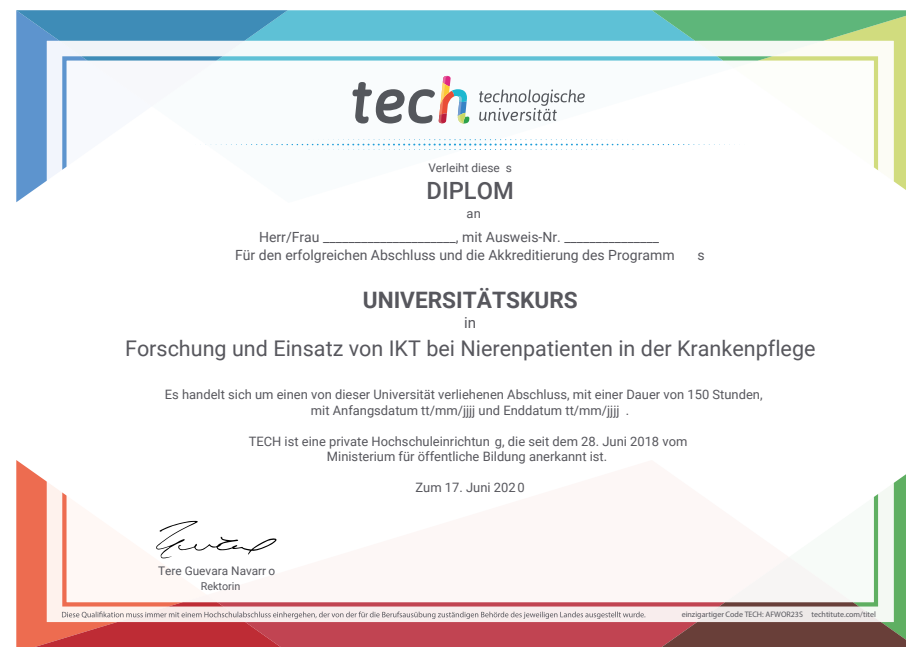 tech technologische
universität
Verleiht diese s
DIPLOM
an
Herr/Frau _____________________, mit Ausweis-Nr. _______________
Für den erfolgreichen Abschluss und die Akkreditierung des Programm s
UNIVERSITÄTSKURS
in
Forschung und Einsatz von IKT bei Nierenpatienten in der Krankenpflege
Es handelt sich um einen von dieser Universität verliehenen Abschluss, mit einer Dauer von 150 Stunden,
mit Anfangsdatum tt/mm/jjjj und Enddatum tt/mm/jjjj .
TECH ist eine private Hochschuleinrichtun g, die seit dem 28. Juni 2018 vom
Ministerium für öffentliche Bildung anerkannt ist.
Zum 17. Juni 2020
Tere Guevara Navarr o
Rektorin
Diese Qualifikation muss immer mit einem Hochschulabschluss einhergehen, der von der für die Berufsausübung zuständigen Behörde des jeweiligen Landes ausgestellt wurde. einzigartiger Code TECH: AFWOR23S techtitute.com/titel